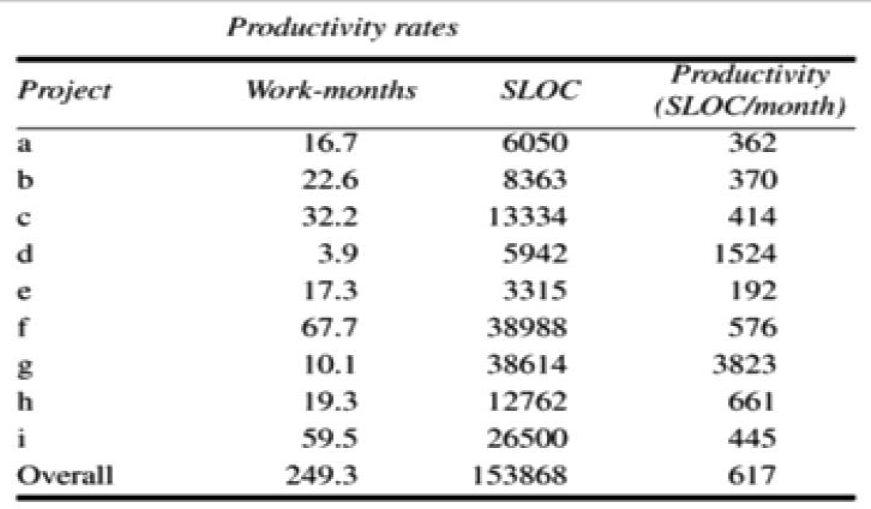 Productivity rates
Project Work-months SLOC Productivity (SLOC/month)
a 16.7 6050 362
b 22.6 8363 370
c 32.2 13334 414
d 3.9 5942 1524
e 17.3 3315 192
f 67.7 38988 576
g 10.1 38614 3823
h 19.3 12762 661
i 59.5 26500 445
Overall 249.3 153868 617